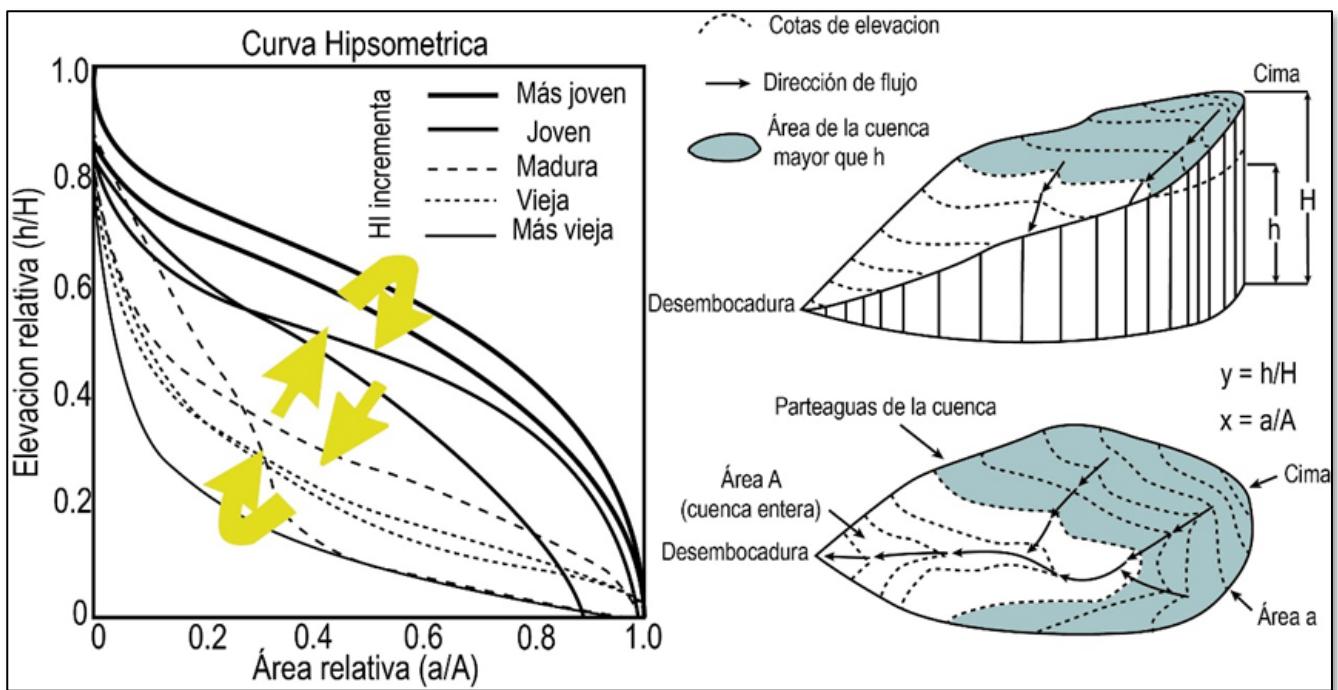 Curva Hipsometrica
HI incrementa
Más joven
Joven
Madura
Vieja
Más vieja
1.0
0.8
0.6
0.4
0.2
0
Elevacion relativa (h/H)
0
0.2
0.4
0.6
0.8
1.0
Área relativa (a/A)
Cotas de elevacion
Dirección de flujo
Área de la cuenca
mayor que h
Cima
H
h
Desembocadura
y = h/H
x = a/A
Parteaguas de la cuenca
Área A
(cuenca entera)
Desembocadura
Cima
Área a